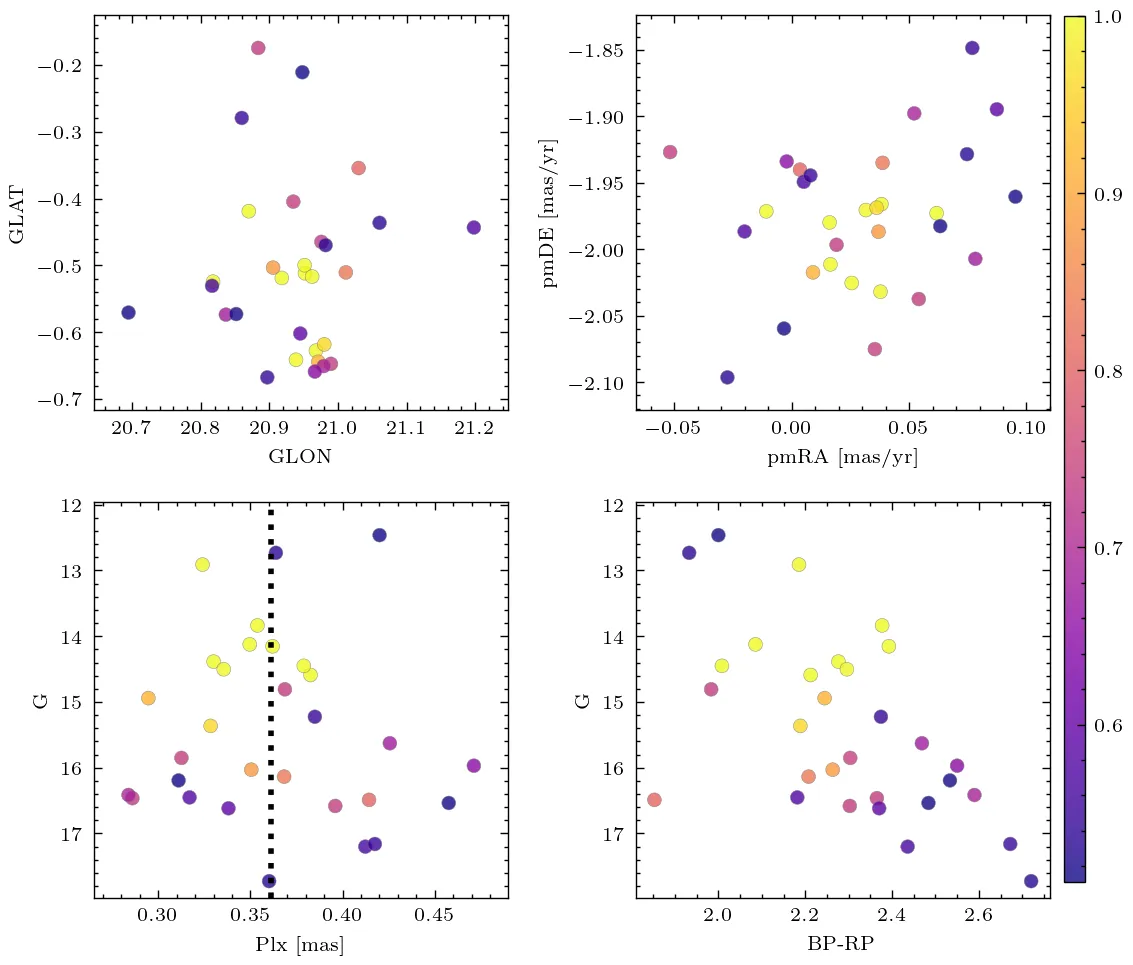 −0.2
−0.3
−0.4
−0.5
−0.6
−0.7
GLAT
20.7 20.8 20.9 21.0 21.1 21.2
GLON
−1.85
−1.90
−1.95
−2.00
−2.05
−2.10
pmDE [mas/yr]
−0.05 0.00 0.05 0.10
pmRA [mas/yr]
1.0
0.9
0.8
0.7
0.6
12
13
14
15
16
17
G
0.30 0.35 0.40 0.45
Plx [mas]
12
13
14
15
16
17
G
2.0 2.2 2.4 2.6
BP-RP